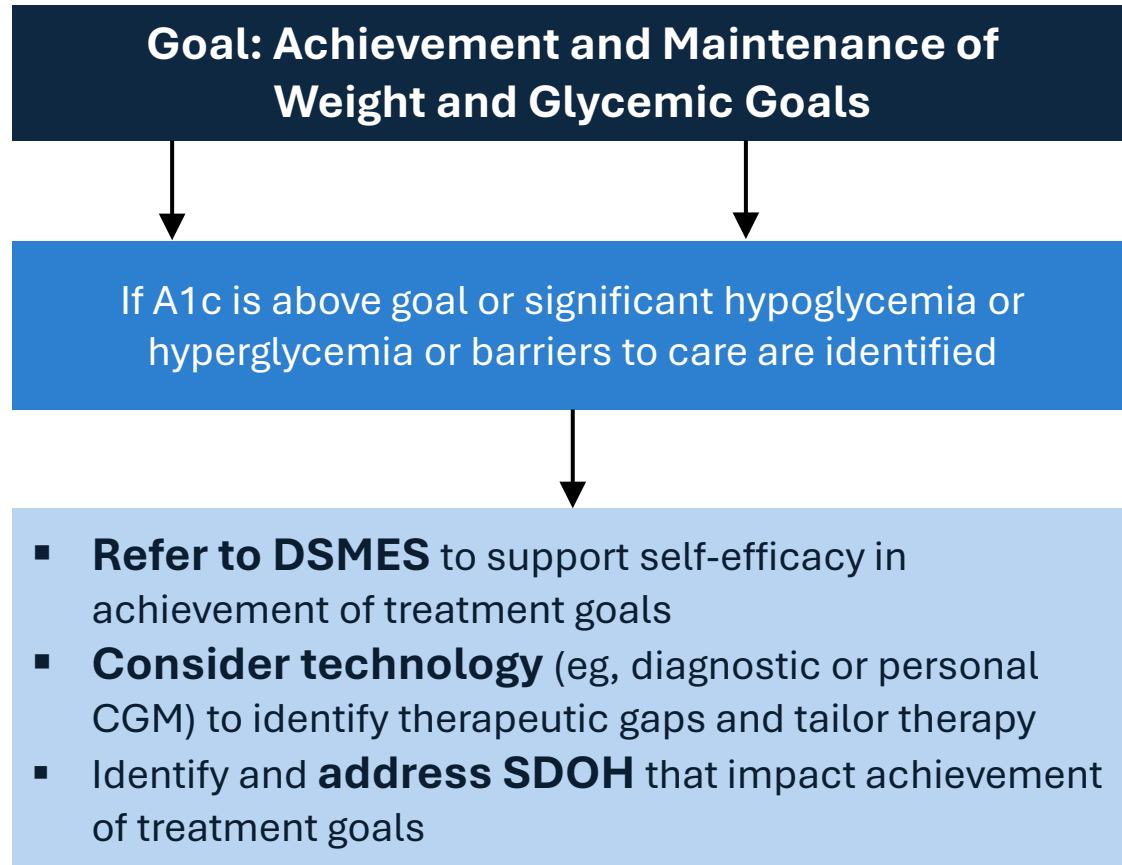 Goal: Achievement and Maintenance of
Weight and Glycemic Goals
If A1c is above goal or significant hypoglycemia or
hyperglycemia or barriers to care are identified
▪ Refer to DSMES to support self-efficacy in
achievement of treatment goals
▪ Consider technology (eg, diagnostic or personal
CGM) to identify therapeutic gaps and tailor therapy
▪ Identify and address SDOH that impact achievement
of treatment goals